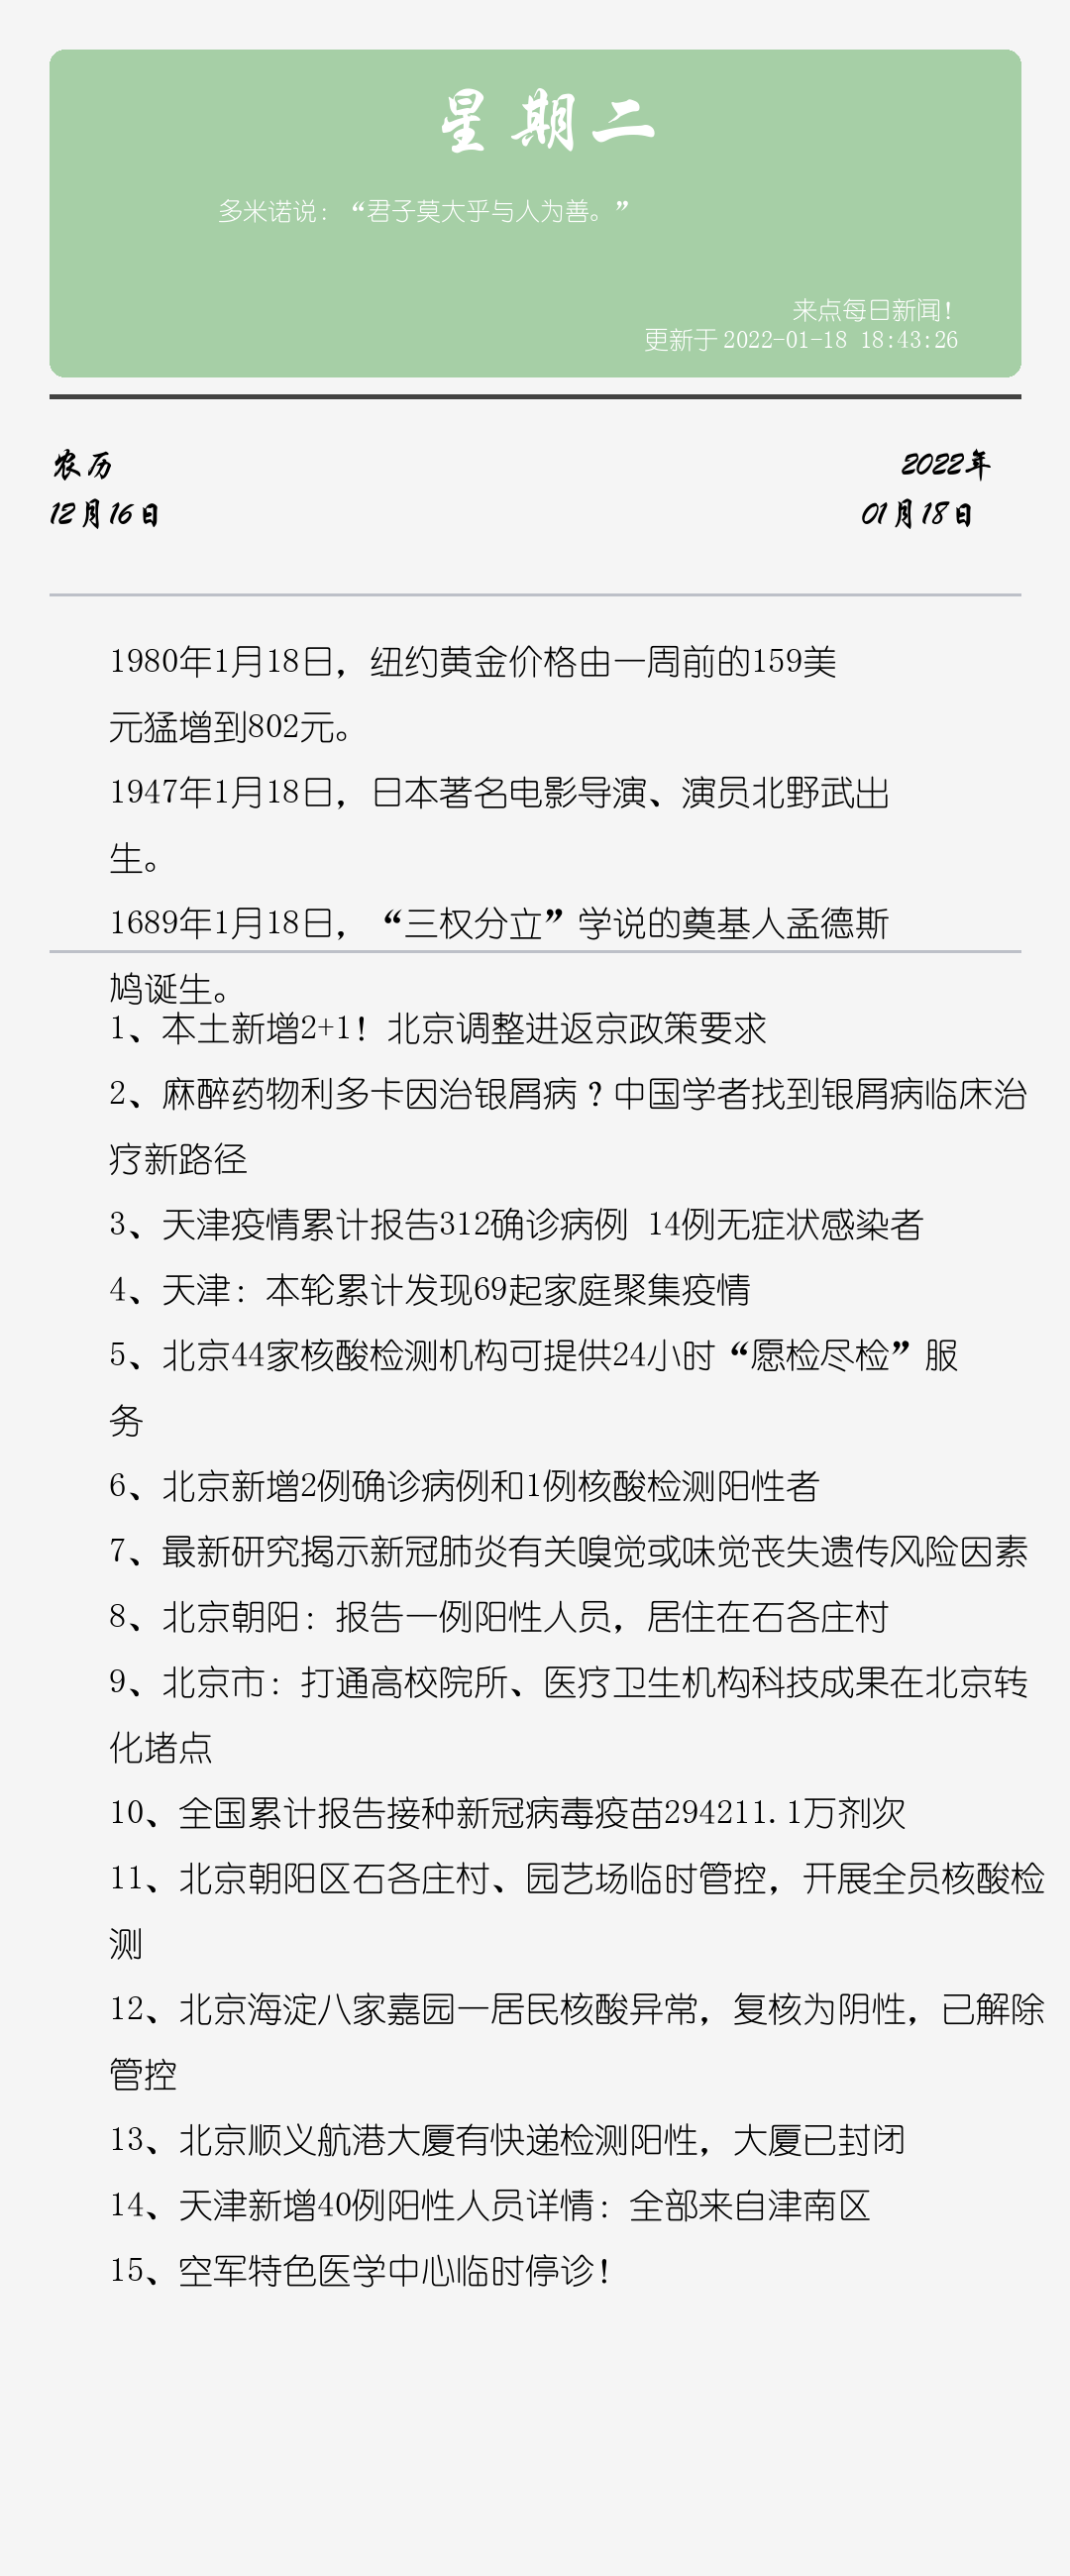 星期二
多米诺说：“君子莫大乎与人为善。”
来点每日新闻！
更新于 2022-01-18 18:43:26
农历
2022年
12月16日
01月18日
1980年1月18日，纽约黄金价格由一周前的159美
元猛增到802元。
1947年1月18日，日本著名电影导演、演员北野武出
生。
1689年1月18日，“三权分立”学说的奠基人孟德斯
鸠诞生。
1、本土新增2+1！北京调整进返京政策要求
2、麻醉药物利多卡因治银屑病？中国学者找到银屑病临床治
疗新路径
3、天津疫情累计报告312确诊病例 14例无症状感染者
4、天津：本轮累计发现69起家庭聚集疫情
5、北京44家核酸检测机构可提供24小时“愿检尽检”服
务
6、北京新增2例确诊病例和1例核酸检测阳性者
7、最新研究揭示新冠肺炎有关嗅觉或味觉丧失遗传风险因素
8、北京朝阳：报告一例阳性人员，居住在石各庄村
9、北京市：打通高校院所、医疗卫生机构科技成果在北京转
化堵点
10、全国累计报告接种新冠病毒疫苗294211.1万剂次
11、北京朝阳区石各庄村、园艺场临时管控，开展全员核酸检
测
12、北京海淀八家嘉园一居民核酸异常，复核为阴性，已解除
管控
13、北京顺义航港大厦有快递检测阳性，大厦已封闭
14、天津新增40例阳性人员详情：全部来自津南区
15、空军特色医学中心临时停诊！